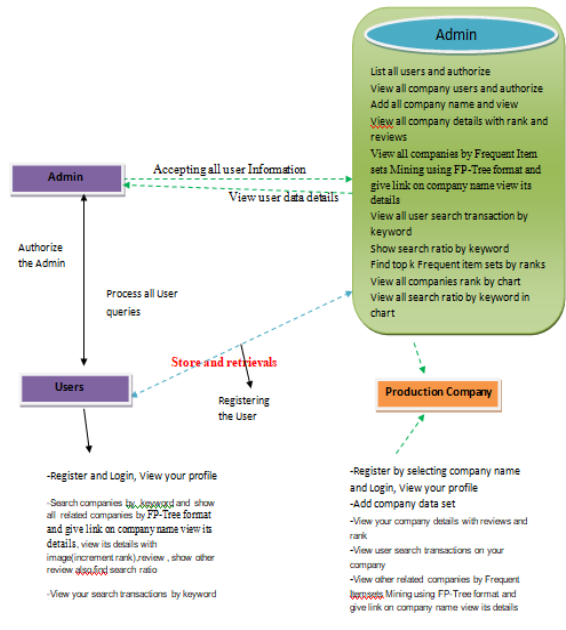 Admin
List all users and authorize
View all company users and authorize
Add all company name and view
View all company details with rank and
reviews
View all companies by Frequent Item
sets Mining using FP-Tree format and
give link on company name view its
details
View all user search transaction by
keyword
Show search ratio by keyword
Find top k Frequent item sets by ranks
View all companies rank by chart
View all search ratio by keyword in
chart
Admin
Accepting all user Information
View user data details
Authorize
the Admin
Process all User
queries
Store and retrievals
Users
Registering
the User
Production Company
-Register and Login, View your profile
-Search companies by keyword and show
all related companies by FP-Tree format
and give link on company name view its
details, view its details with
image(increment rank),review , show other
review also,find search ratio
-View your search transactions by keyword
-Register by selecting company name
and Login, View your profile
-Add company data set
-View your company details with reviews and
rank
-View user search transactions on your
company
-View other related companies by Frequent
Itemsets Mining using FP-Tree format and
give link on company name view its details